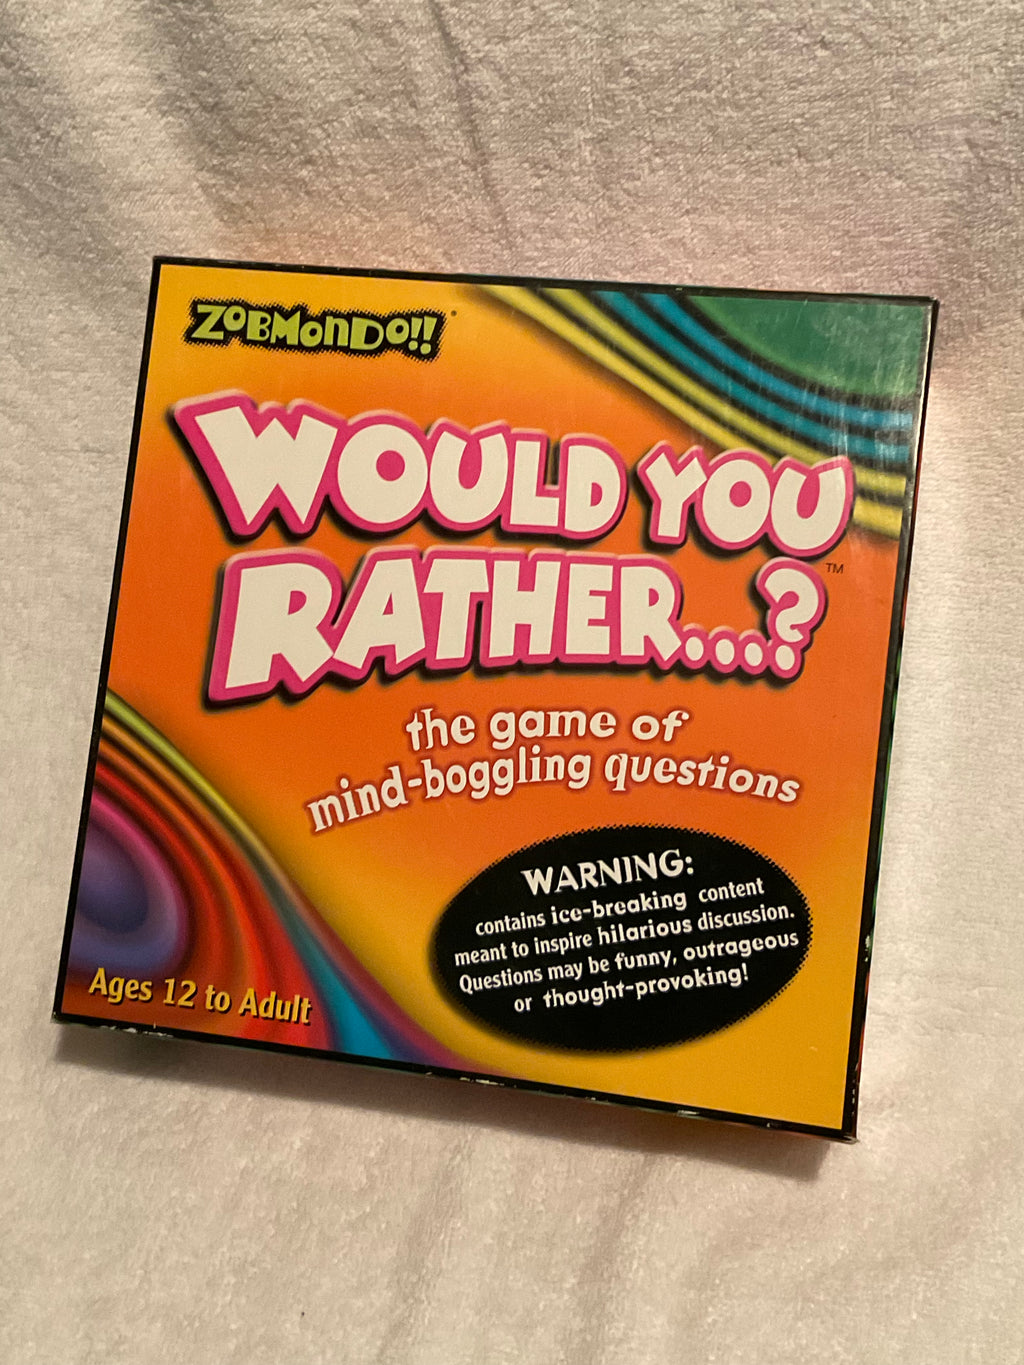 ZOBMONDO!!®
WOULD YOU
RATHER...?™
the game of
mind-boggling questions
WARNING:
contains ice-breaking content
meant to inspire hilarious discussion.
Questions may be funny, outrageous
or thought-provoking!
Ages 12 to Adult